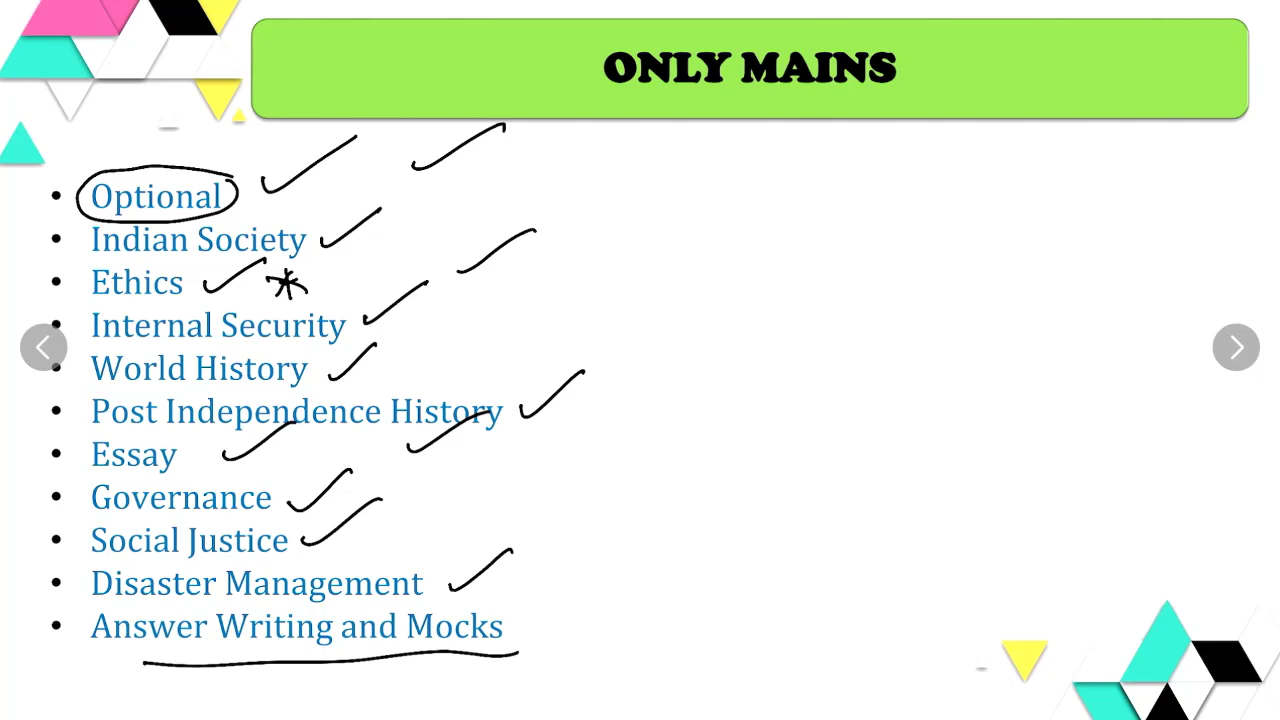 ONLY MAINS
• Optional
• Indian Society
• Ethics *
• Internal Security
• World History
• Post Independence History
• Essay
• Governance
• Social Justice
• Disaster Management
• Answer Writing and Mocks